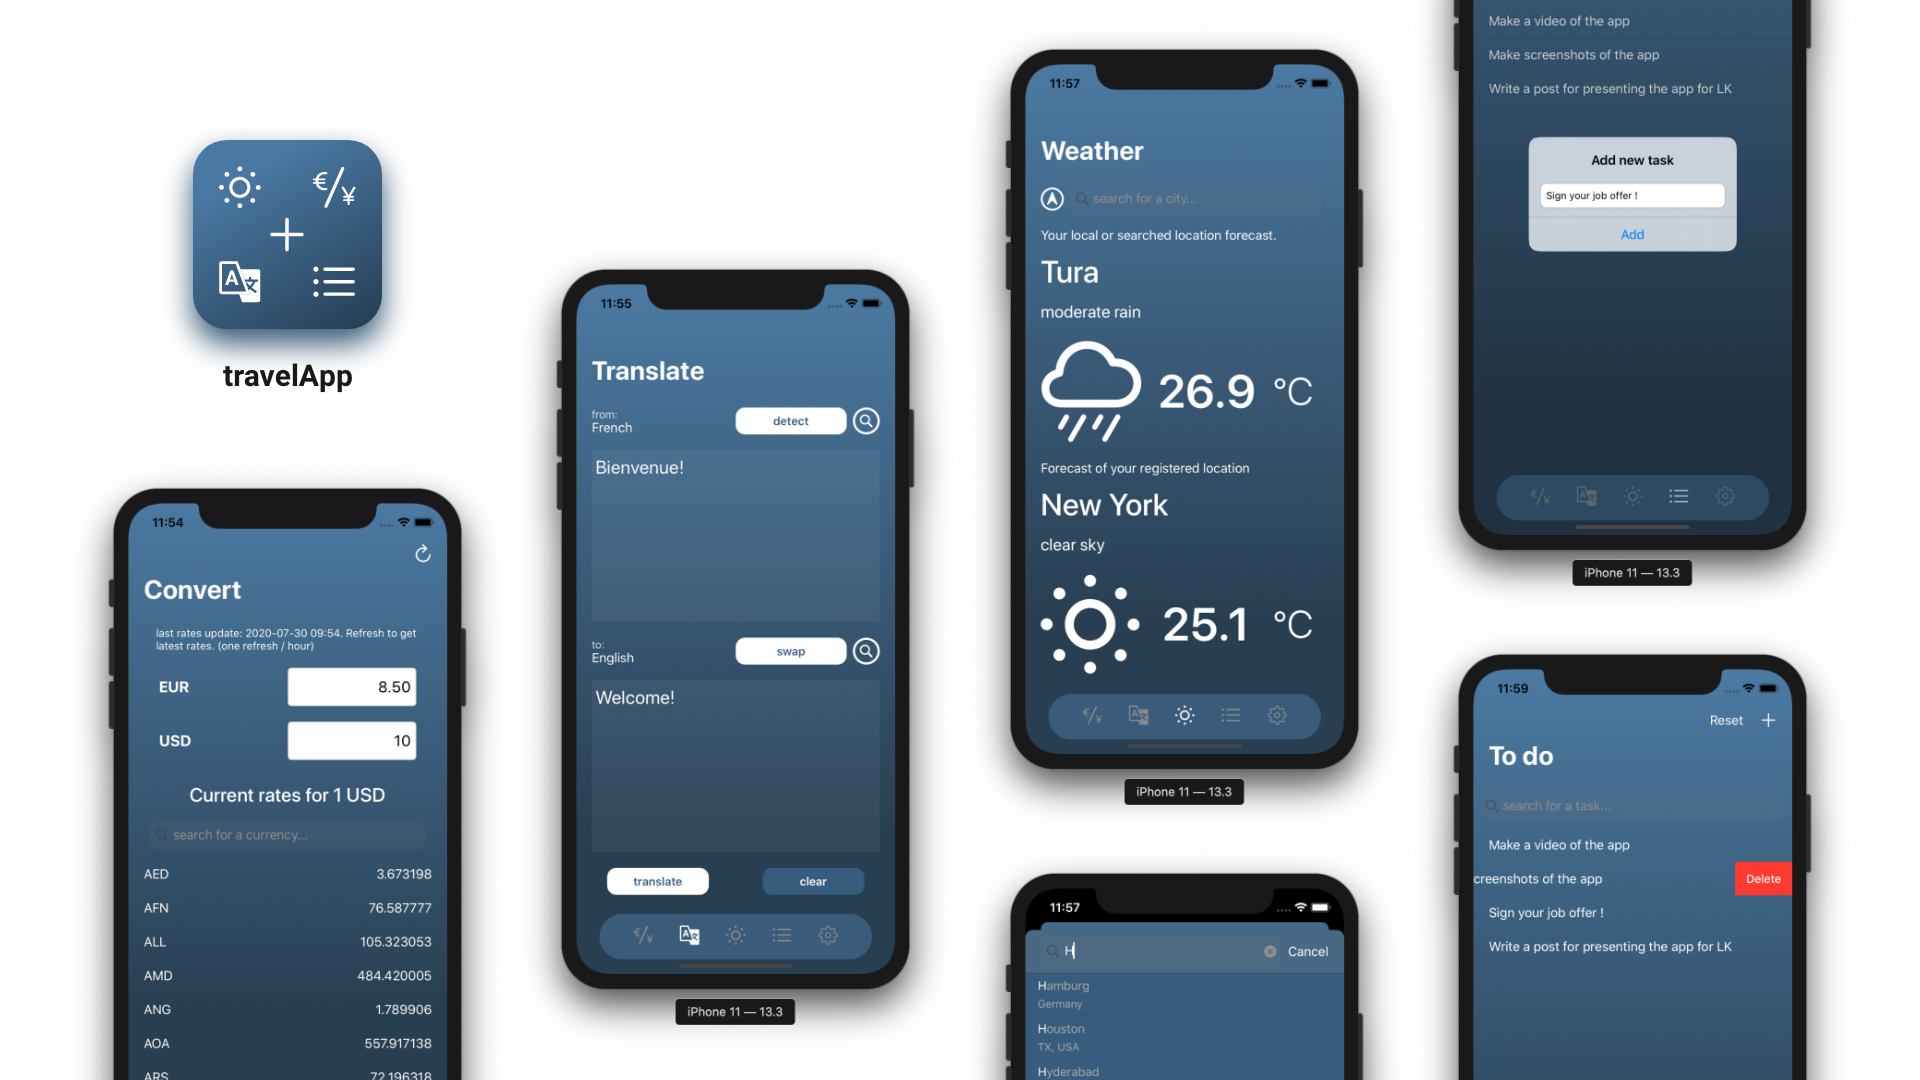 travelApp
11:54
Convert
last rates update: 2020-07-30 09:54. Refresh to get
latest rates. (one refresh / hour)
EUR
8.50
USD
10
Current rates for 1 USD
search for a currency...
AED 3.673198
AFN 76.587777
ALL 105.323053
AMD 484.420005
ANG 1.789906
AOA 557.917138
ARS 72.196318
11:55
Translate
from:
French
detect
Bienvenue!
to:
English
swap
Welcome!
translate
clear
iPhone 11 — 13.3
11:57
Weather
search for a city...
Your local or searched location forecast.
Tura
moderate rain
26.9 °C
Forecast of your registered location
New York
clear sky
25.1 °C
iPhone 11 — 13.3
11:57
H
Cancel
Hamburg
Germany
Houston
TX, USA
Hyderabad
Make a video of the app
Make screenshots of the app
Write a post for presenting the app for LK
Add new task
Sign your job offer !
Add
iPhone 11 — 13.3
11:59
Reset
To do
search for a task...
Make a video of the app
creenshots of the app
Delete
Sign your job offer !
Write a post for presenting the app for LK